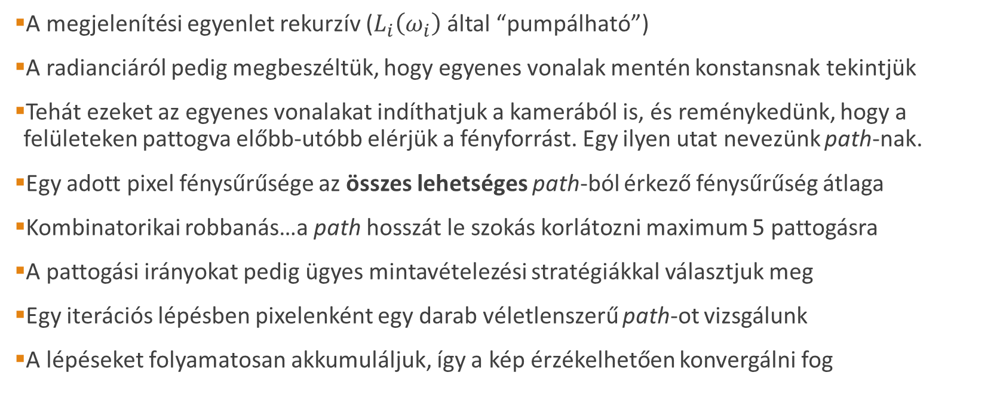 ▪A megjelenítési egyenlet rekurzív (𝐿ᵢ(𝜔ᵢ) által “pumpálható”)
▪A radianciáról pedig megbeszéltük, hogy egyenes vonalak mentén konstansnak tekintjük
▪Tehát ezeket az egyenes vonalakat indíthatjuk a kamerából is, és reménykedünk, hogy a
felületeken pattogva előbb-utóbb elérjük a fényforrást. Egy ilyen utat nevezünk path-nak.
▪Egy adott pixel fénysűrűsége az összes lehetséges path-ból érkező fénysűrűség átlaga
▪Kombinatorikai robbanás...a path hosszát le szokás korlátozni maximum 5 pattogásra
▪A pattogási irányokat pedig ügyes mintavételezési stratégiákkal választjuk meg
▪Egy iterációs lépésben pixelenként egy darab véletlenszerű path-ot vizsgálunk
▪A lépéseket folyamatosan akkumuláljuk, így a kép érzékelhetően konvergálni fog